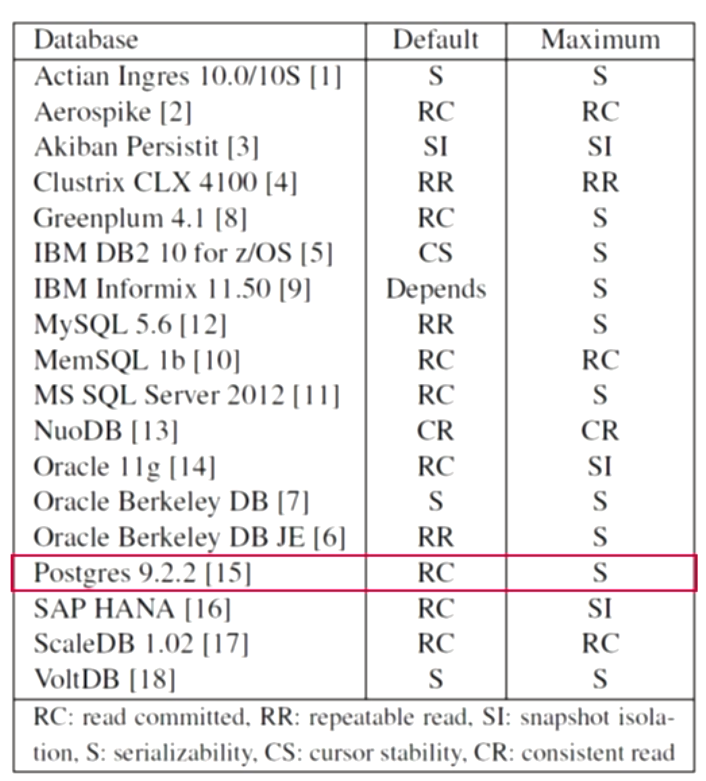 Database Default Maximum
Actian Ingres 10.0/10S [1] S S
Aerospike [2] RC RC
Akiban Persistit [3] SI SI
Clustrix CLX 4100 [4] RR RR
Greenplum 4.1 [8] RC S
IBM DB2 10 for z/OS [5] CS S
IBM Informix 11.50 [9] Depends S
MySQL 5.6 [12] RR S
MemSQL 1b [10] RC RC
MS SQL Server 2012 [11] RC S
NuoDB [13] CR CR
Oracle 11g [14] RC SI
Oracle Berkeley DB [7] S S
Oracle Berkeley DB JE [6] RR S
Postgres 9.2.2 [15] RC S
SAP HANA [16] RC SI
ScaleDB 1.02 [17] RC RC
VoltDB [18] S S
RC: read committed, RR: repeatable read, SI: snapshot isola-
tion, S: serializability, CS: cursor stability, CR: consistent read